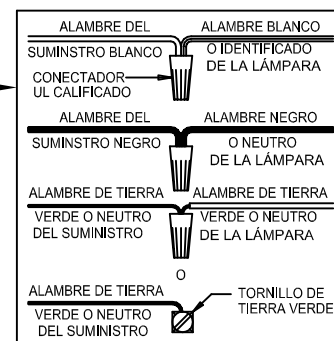 ALAMBRE DEL
SUMINSTRO BLANCO
ALAMBRE BLANCO
O IDENTIFICADO
DE LA LÁMPARA
CONECTADOR
UL CALIFICADO
ALAMBRE DEL
SUMINSTRO NEGRO
ALAMBRE NEGRO
O NEUTRO
DE LA LÁMPARA
ALAMBRE DE TIERRA
VERDE O NEUTRO
DEL SUMINISTRO
ALAMBRE DE TIERRA
VERDE O NEUTRO
DE LA LÁMPARA
O
ALAMBRE DE TIERRA
VERDE O NEUTRO
DEL SUMINISTRO
TORNILLO DE
TIERRA VERDE